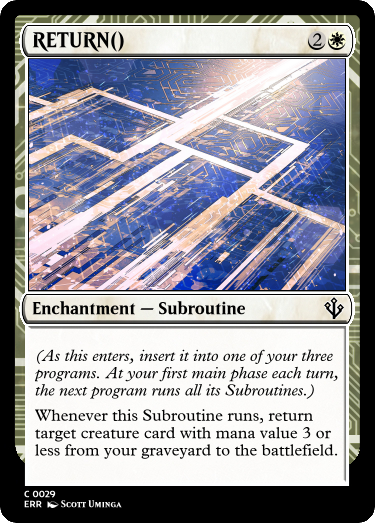 RETURN()
2
Enchantment — Subroutine
(As this enters, insert it into one of your three
programs. At your first main phase each turn,
the next program runs all its Subroutines.)
Whenever this Subroutine runs, return
target creature card with mana value 3 or
less from your graveyard to the battlefield.
C 0029
ERR Scott Uminga